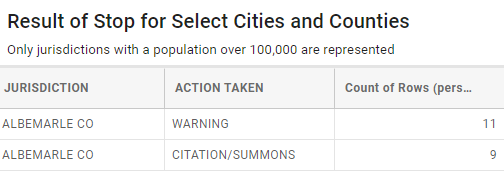 Result of Stop for Select Cities and Counties
Only jurisdictions with a population over 100,000 are represented
JURISDICTION ACTION TAKEN Count of Rows (pers...
ALBEMARLE CO WARNING 11
ALBEMARLE CO CITATION/SUMMONS 9